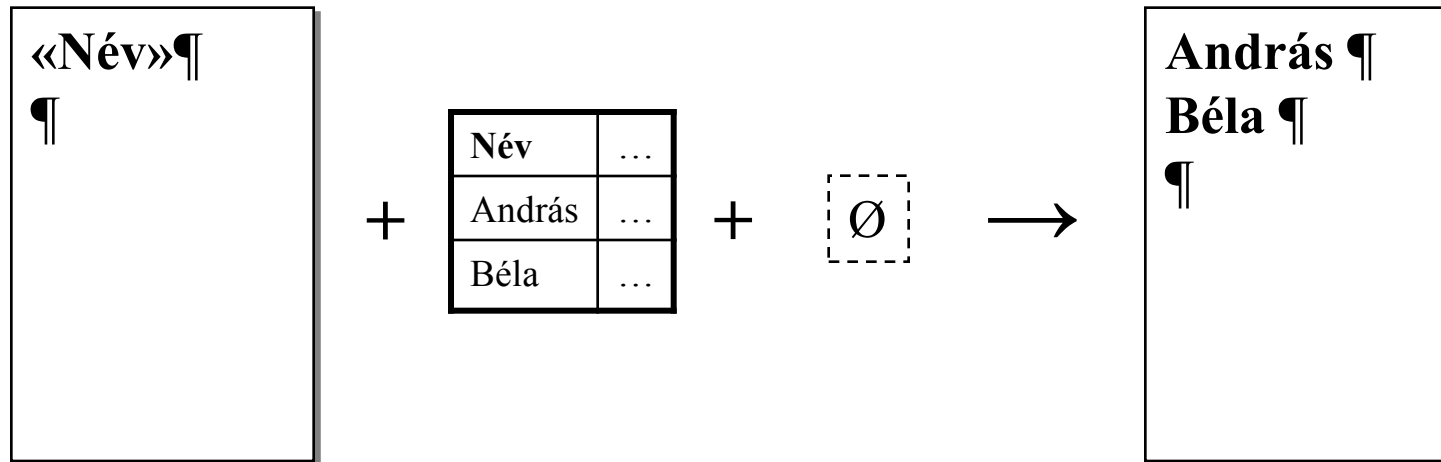 «Név»¶
¶
+
Név …
András …
Béla …
+
Ø
→
András ¶
Béla ¶
¶